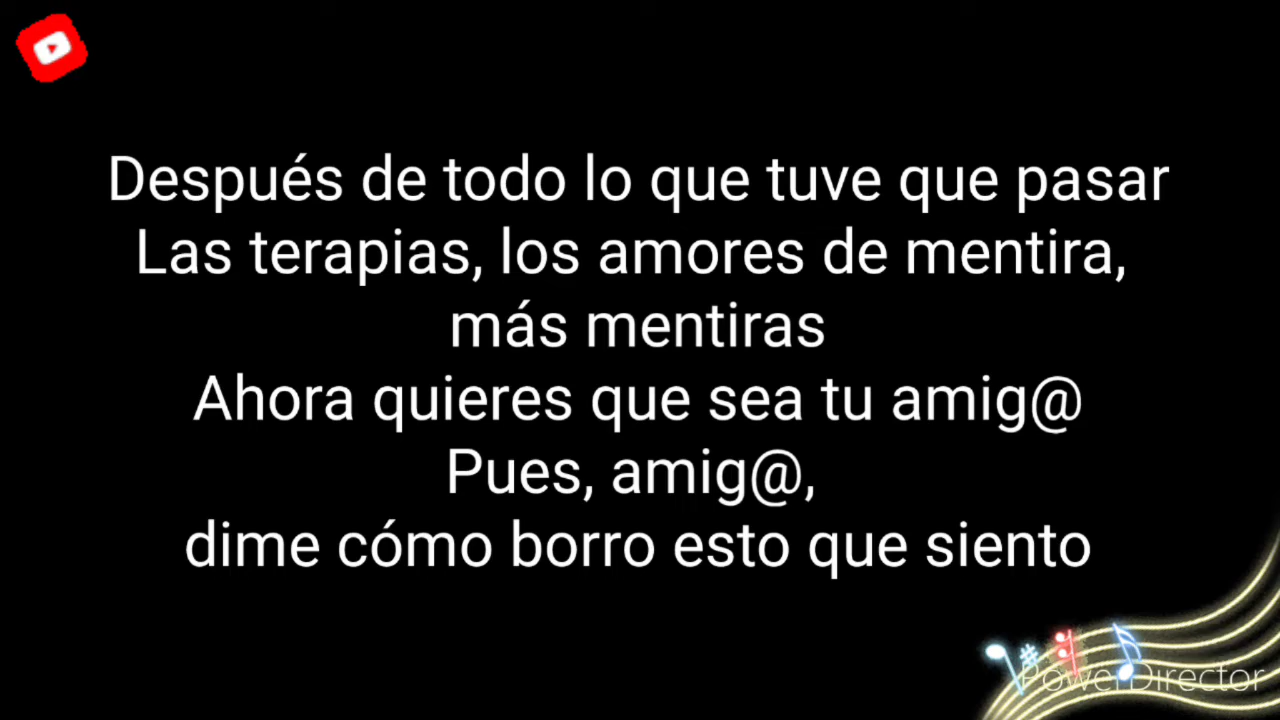 Después de todo lo que tuve que pasar
Las terapias, los amores de mentira,
más mentiras
Ahora quieres que sea tu amig@
Pues, amig@,
dime cómo borro esto que siento
PowerDirector